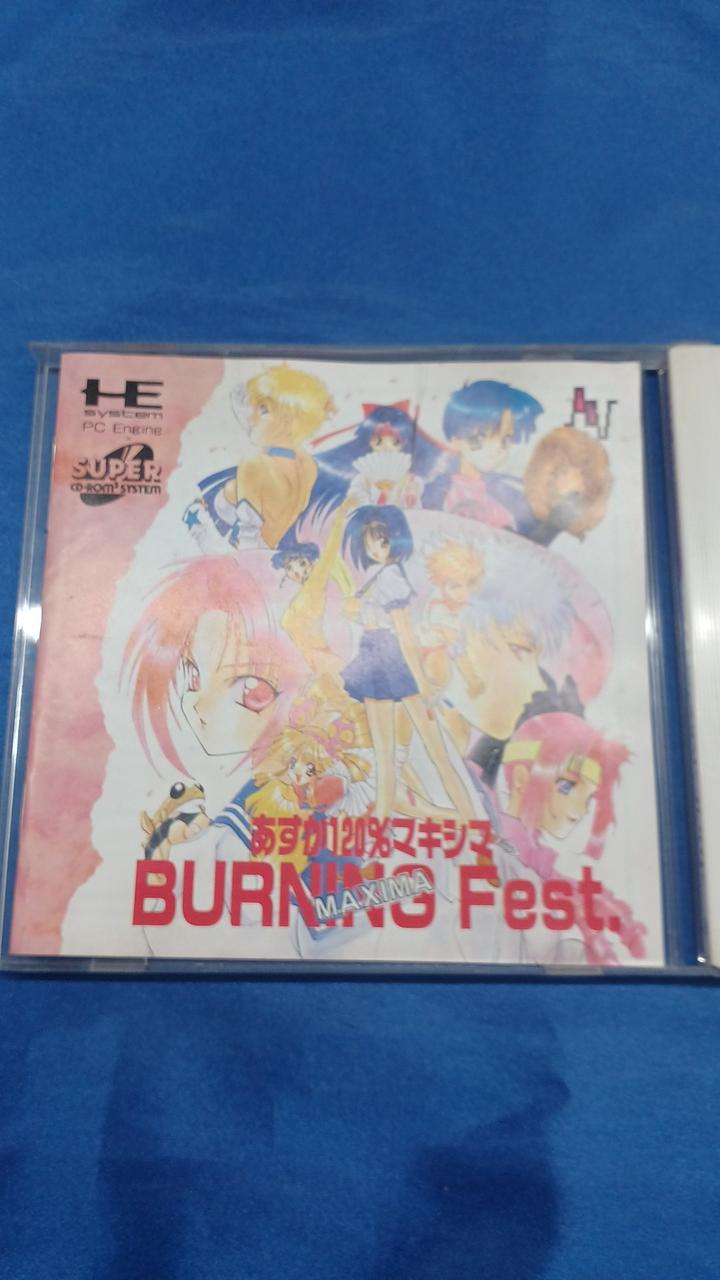 HE
system
PC Engine
SUPER
CD-ROM² SYSTEM
あすか120%マキシマ
BURNING Fest.
MAXIMA